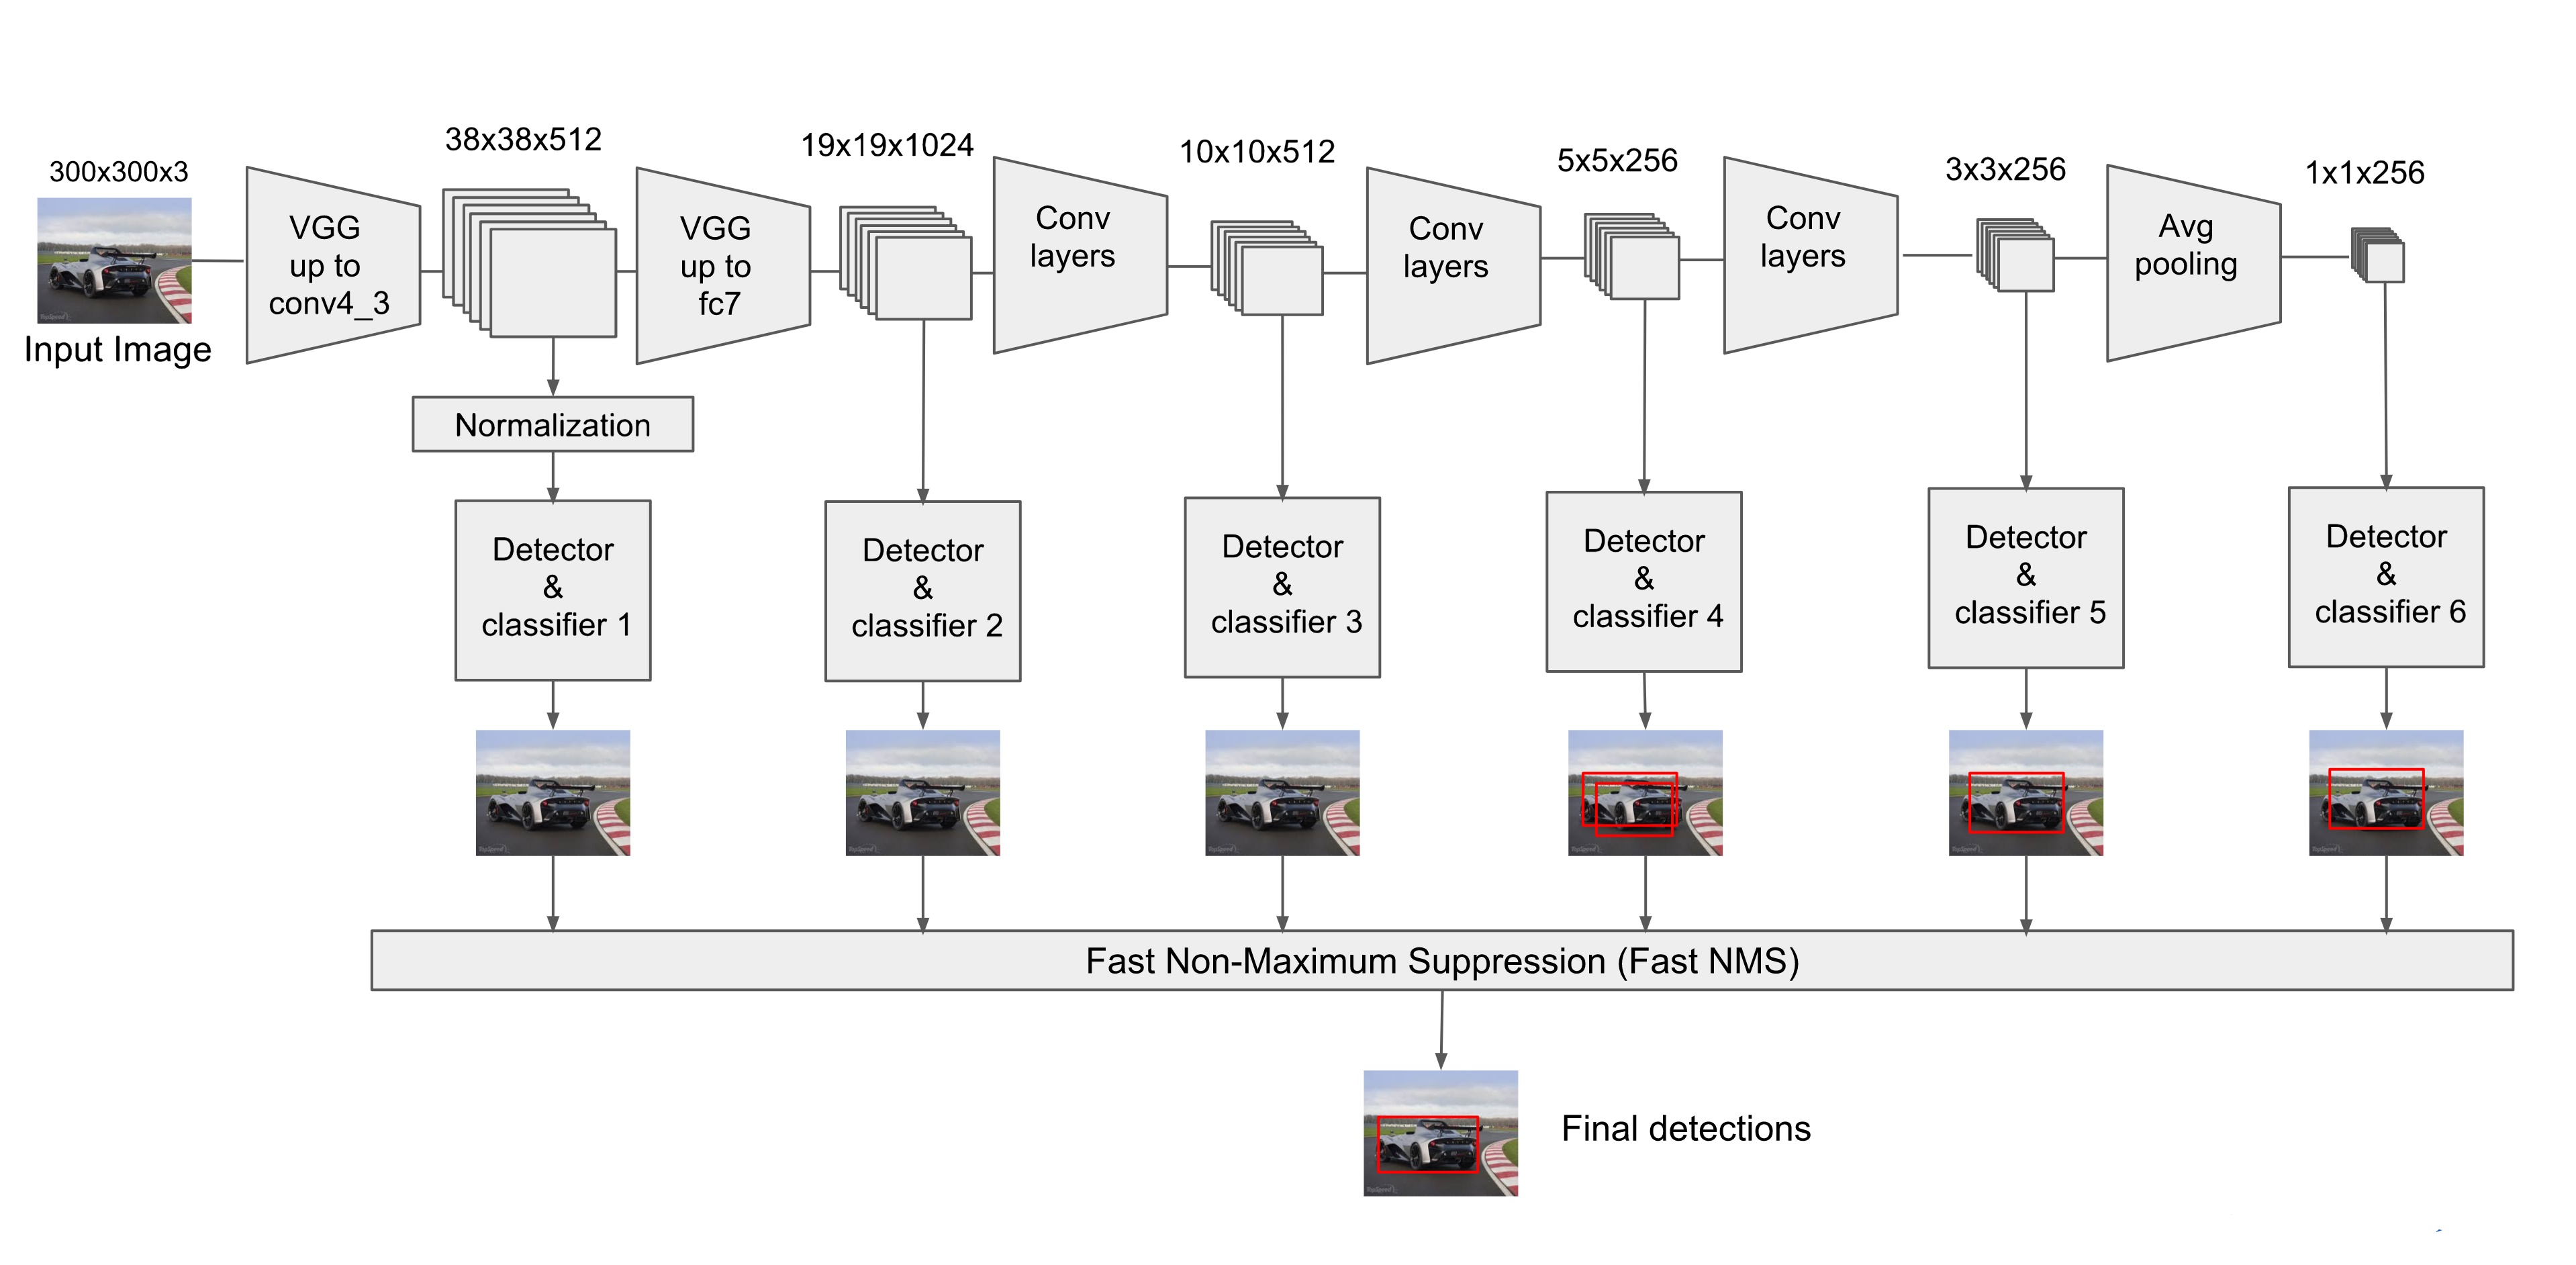 300x300x3
38x38x512
19x19x1024
10x10x512
5x5x256
3x3x256
1x1x256
Input Image
VGG
up to
conv4_3
VGG
up to
fc7
Conv
layers
Conv
layers
Conv
layers
Avg
pooling
Normalization
Detector
&
classifier 1
Detector
&
classifier 2
Detector
&
classifier 3
Detector
&
classifier 4
Detector
&
classifier 5
Detector
&
classifier 6
Fast Non-Maximum Suppression (Fast NMS)
Final detections